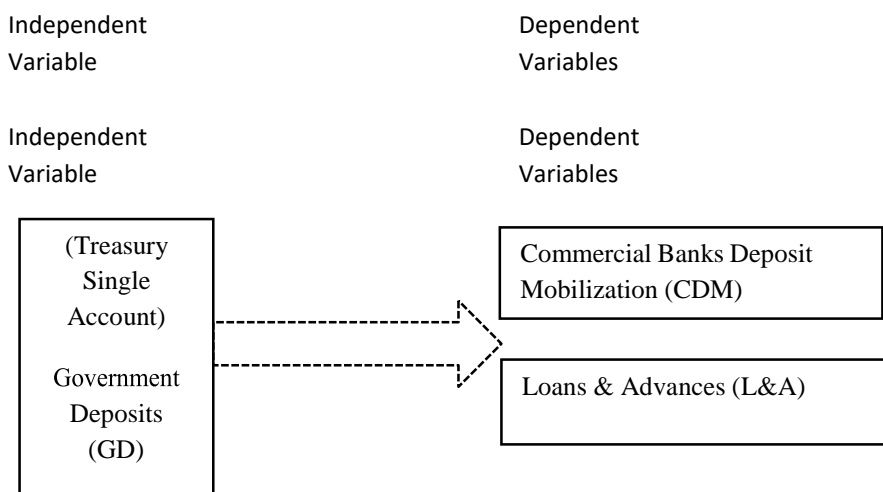 Independent
Variable
Dependent
Variables
Independent
Variable
Dependent
Variables
(Treasury
Single
Account)
Government
Deposits
(GD)
Commercial Banks Deposit
Mobilization (CDM)
Loans & Advances (L&A)